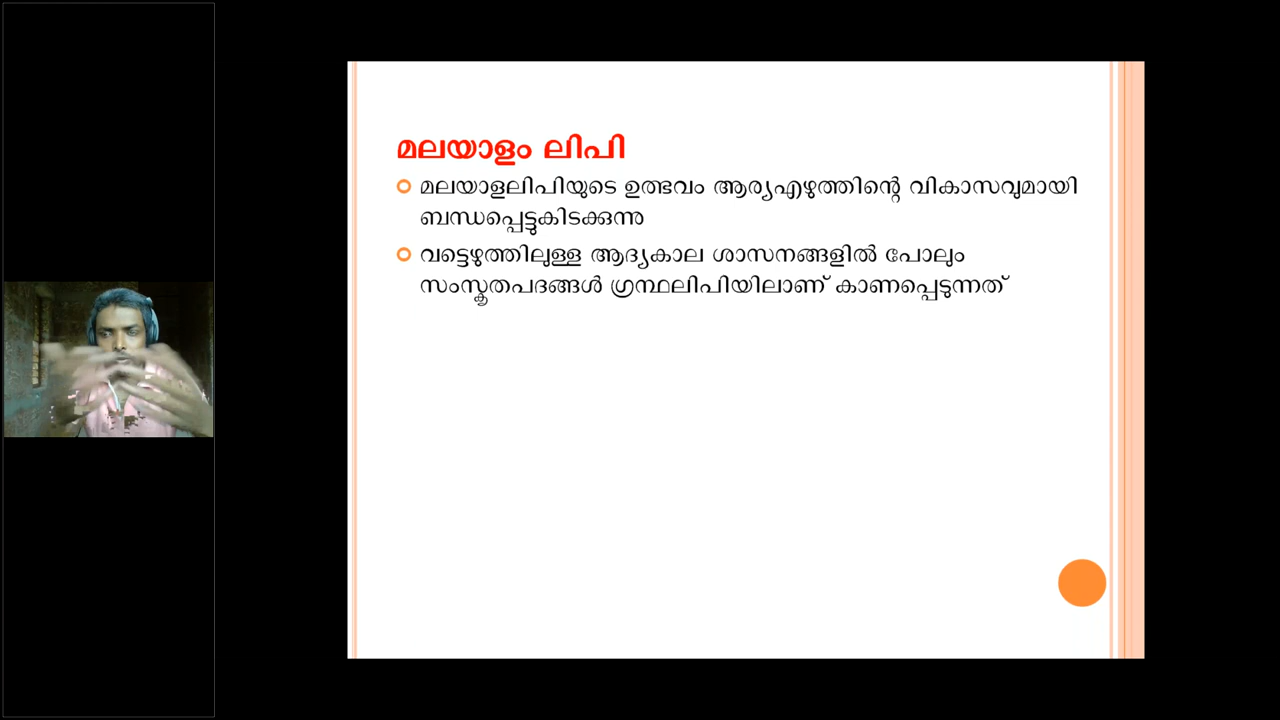 മലയാളം ലിപി
മലയാളലിപിയുടെ ഉത്ഭവം ആര്യഎഴുത്തിന്റെ വികാസവുമായി
ബന്ധപ്പെട്ടുകിടക്കുന്നു
വട്ടെഴുത്തിലുള്ള ആദ്യകാല ശാസനങ്ങളിൽ പോലും
സംസ്കൃതപദങ്ങൾ ഗ്രന്ഥലിപിയിലാണ് കാണപ്പെടുന്നത്